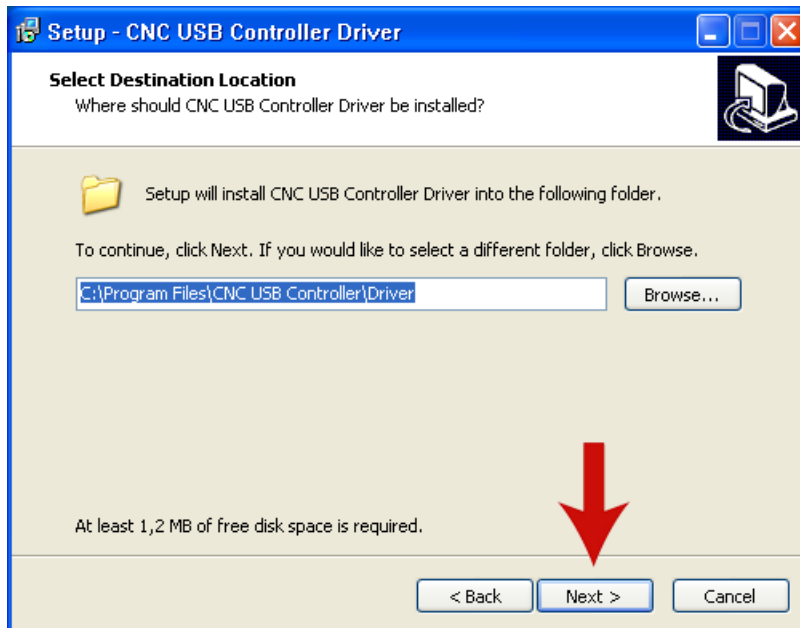 Setup - CNC USB Controller Driver
Select Destination Location
Where should CNC USB Controller Driver be installed?
Setup will install CNC USB Controller Driver into the following folder.
To continue, click Next. If you would like to select a different folder, click Browse.
C:\Program Files\CNC USB Controller\Driver
Browse...
At least 1,2 MB of free disk space is required.
< Back
Next >
Cancel